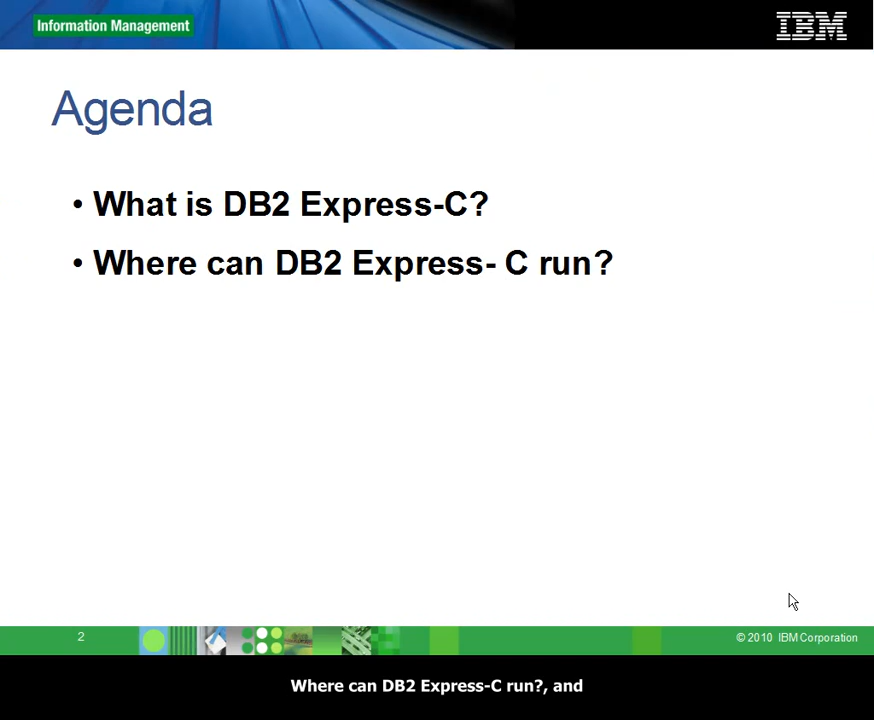 Information Management
IBM
Agenda
• What is DB2 Express-C?
• Where can DB2 Express- C run?
2
© 2010 IBM Corporation
Where can DB2 Express-C run?, and